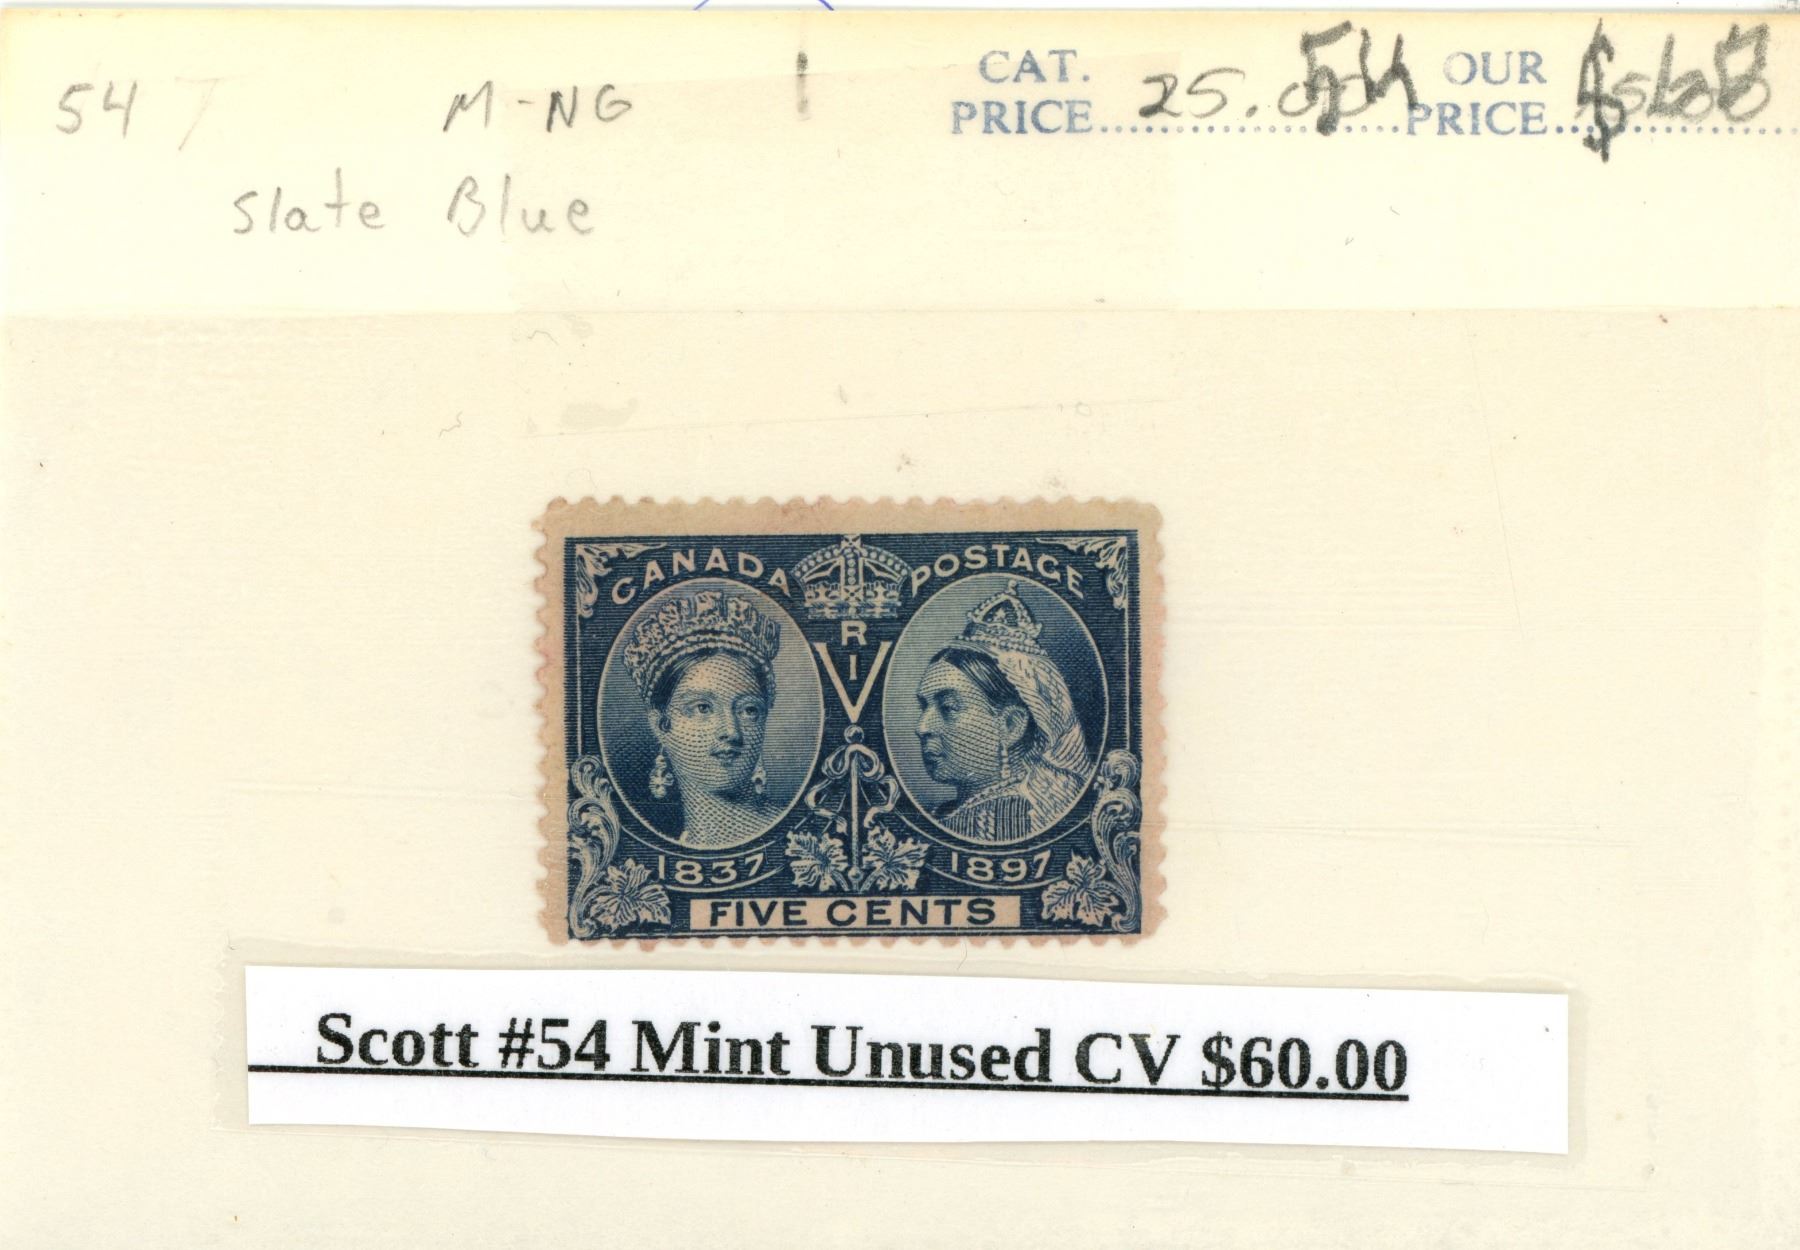 54 M-NG CAT. OUR
PRICE 25.00 54 PRICE
Slate Blue
CANADA POSTAGE
R
I
V
1837 1897
FIVE CENTS
Scott #54 Mint Unused CV $60.00